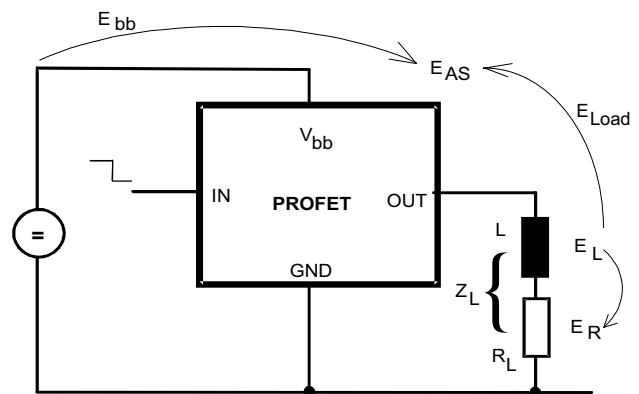 E bb
E AS
E Load
V bb
IN
PROFET
OUT
L
GND
Z L
E L
E R
R L
=